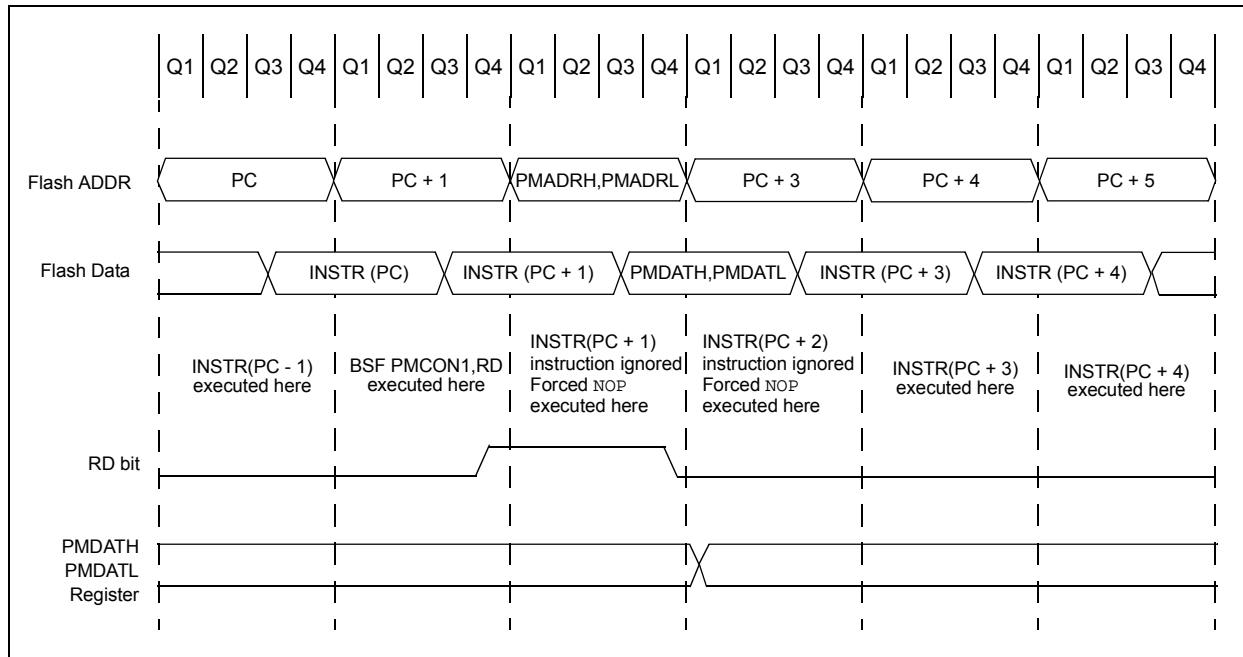 Q1 Q2 Q3 Q4 Q1 Q2 Q3 Q4 Q1 Q2 Q3 Q4 Q1 Q2 Q3 Q4 Q1 Q2 Q3 Q4 Q1 Q2 Q3 Q4
Flash ADDR PC PC + 1 PMADRH,PMADRL PC + 3 PC + 4 PC + 5
Flash Data INSTR (PC) INSTR (PC + 1) PMDATH,PMDATL INSTR (PC + 3) INSTR (PC + 4)
INSTR(PC - 1)
executed here
BSF PMCON1,RD
executed here
INSTR(PC + 1)
instruction ignored
Forced NOP
executed here
INSTR(PC + 2)
instruction ignored
Forced NOP
executed here
INSTR(PC + 3)
executed here
INSTR(PC + 4)
executed here
RD bit
PMDATH
PMDATL
Register